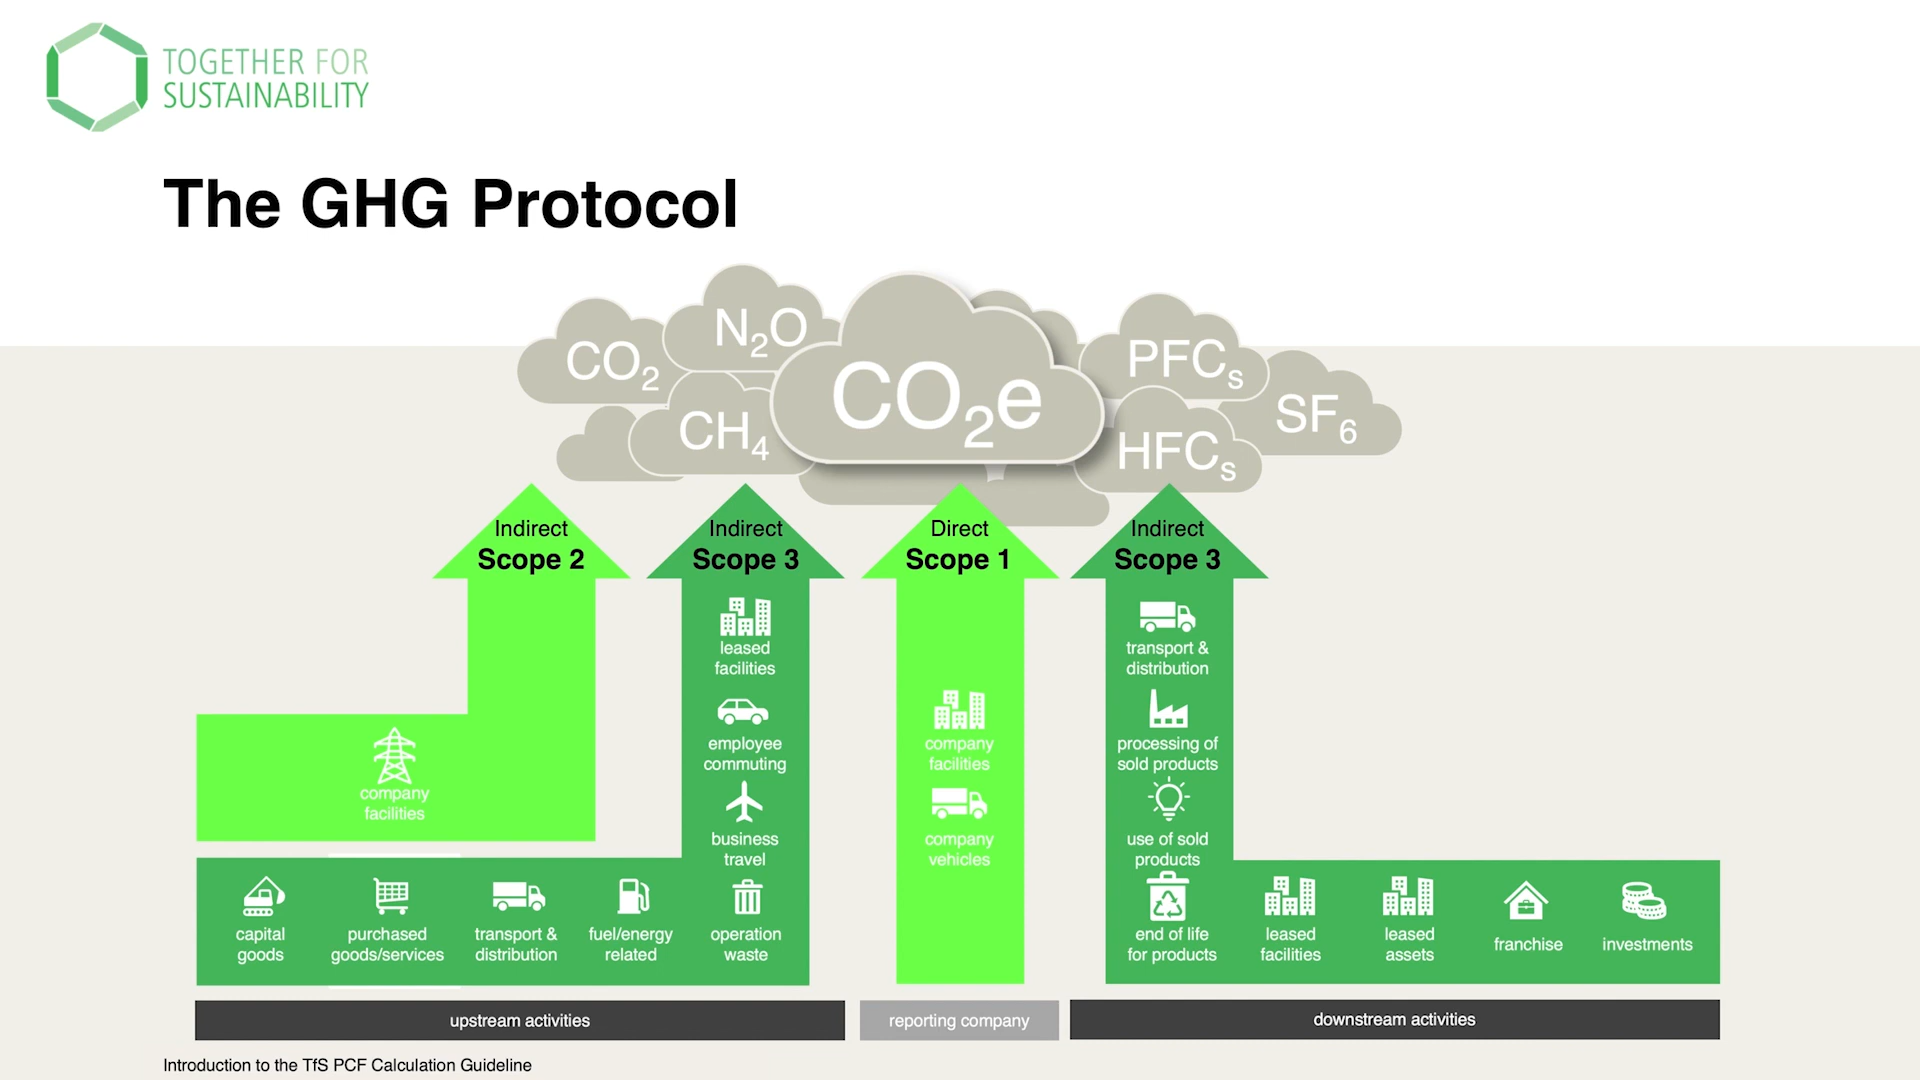 TOGETHER FOR
SUSTAINABILITY
The GHG Protocol
CO₂
N₂O
CH₄
CO₂e
PFCs
HFCs
SF₆
Indirect
Scope 2
Indirect
Scope 3
Direct
Scope 1
Indirect
Scope 3
company
facilities
leased
facilities
employee
commuting
business
travel
capital
goods
purchased
goods/services
transport &
distribution
fuel/energy
related
operation
waste
company
facilities
company
vehicles
transport &
distribution
processing of
sold products
use of sold
products
end of life
for products
leased
facilities
leased
assets
franchise
investments
upstream activities
reporting company
downstream activities
Introduction to the TfS PCF Calculation Guideline